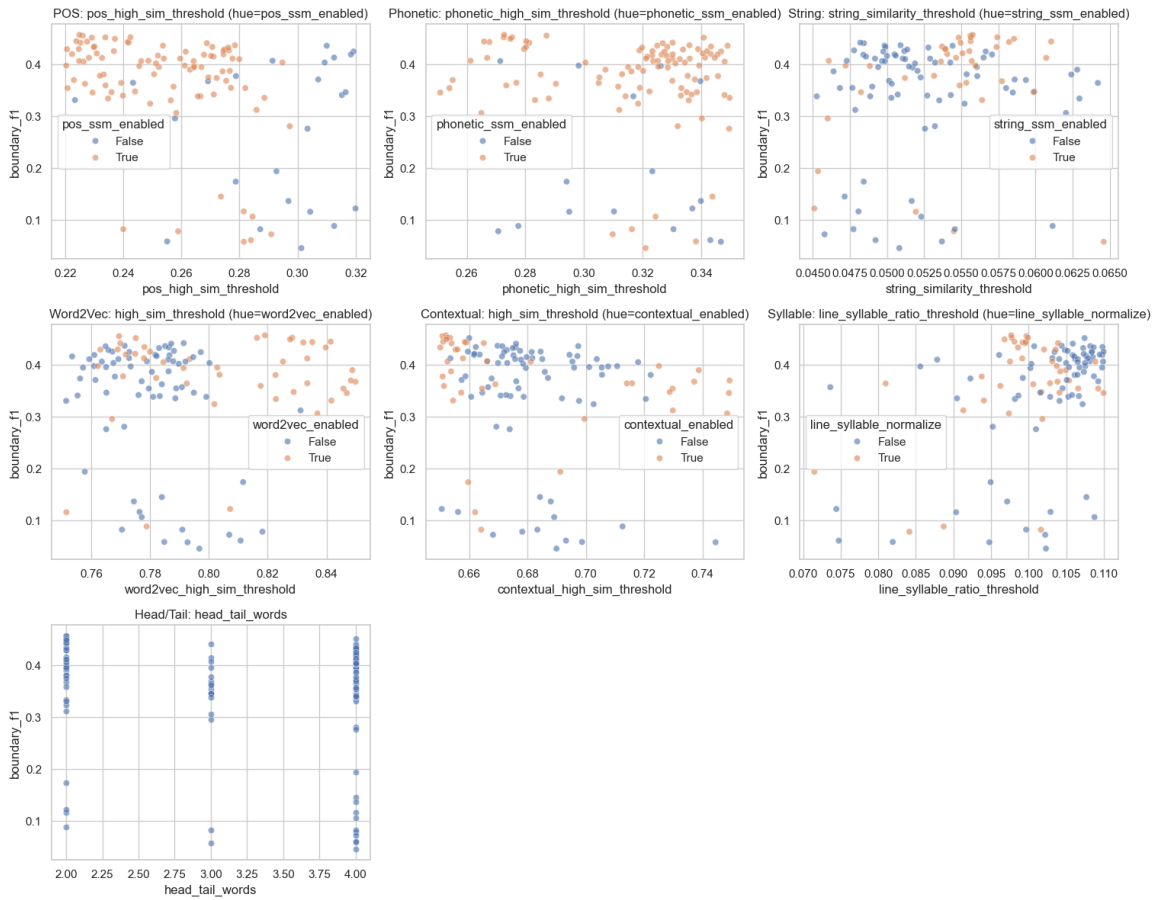 POS: pos_high_sim_threshold (hue=pos_ssm_enabled)
boundary_f1
0.4
0.3
0.2
0.1
pos_ssm_enabled
False
True
0.22 0.24 0.26 0.28 0.30 0.32
pos_high_sim_threshold
Phonetic: phonetic_high_sim_threshold (hue=phonetic_ssm_enabled)
boundary_f1
0.4
0.3
0.2
0.1
phonetic_ssm_enabled
False
True
0.26 0.28 0.30 0.32 0.34
phonetic_high_sim_threshold
String: string_similarity_threshold (hue=string_ssm_enabled)
boundary_f1
0.4
0.3
0.2
0.1
string_ssm_enabled
False
True
0.0450 0.0475 0.0500 0.0525 0.0550 0.0575 0.0600 0.0625 0.0650
string_similarity_threshold
Word2Vec: high_sim_threshold (hue=word2vec_enabled)
boundary_f1
0.4
0.3
0.2
0.1
word2vec_enabled
False
True
0.76 0.78 0.80 0.82 0.84
word2vec_high_sim_threshold
Contextual: high_sim_threshold (hue=contextual_enabled)
boundary_f1
0.4
0.3
0.2
0.1
contextual_enabled
False
True
0.66 0.68 0.70 0.72 0.74
contextual_high_sim_threshold
Syllable: line_syllable_ratio_threshold (hue=line_syllable_normalize)
boundary_f1
0.4
0.3
0.2
0.1
line_syllable_normalize
False
True
0.070 0.075 0.080 0.085 0.090 0.095 0.100 0.105 0.110
line_syllable_ratio_threshold
Head/Tail: head_tail_words
boundary_f1
0.4
0.3
0.2
0.1
2.00 2.25 2.50 2.75 3.00 3.25 3.50 3.75 4.00
head_tail_words